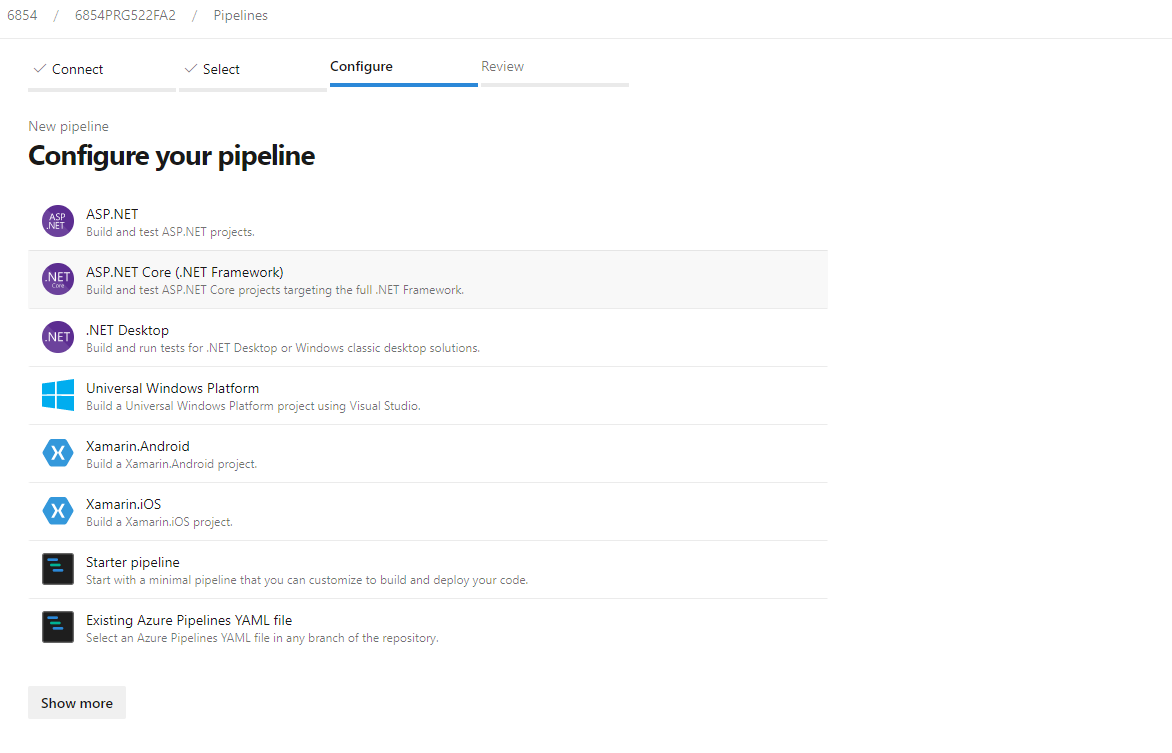 6854 / 6854PRG522FA2 / Pipelines
Connect Select Configure Review
New pipeline
Configure your pipeline
ASP .NET
ASP.NET
Build and test ASP.NET projects.
.NET Core
ASP.NET Core (.NET Framework)
Build and test ASP.NET Core projects targeting the full .NET Framework.
.NET
.NET Desktop
Build and run tests for .NET Desktop or Windows classic desktop solutions.
Universal Windows Platform
Build a Universal Windows Platform project using Visual Studio.
Xamarin.Android
Build a Xamarin.Android project.
Xamarin.iOS
Build a Xamarin.iOS project.
Starter pipeline
Start with a minimal pipeline that you can customize to build and deploy your code.
Existing Azure Pipelines YAML file
Select an Azure Pipelines YAML file in any branch of the repository.
Show more